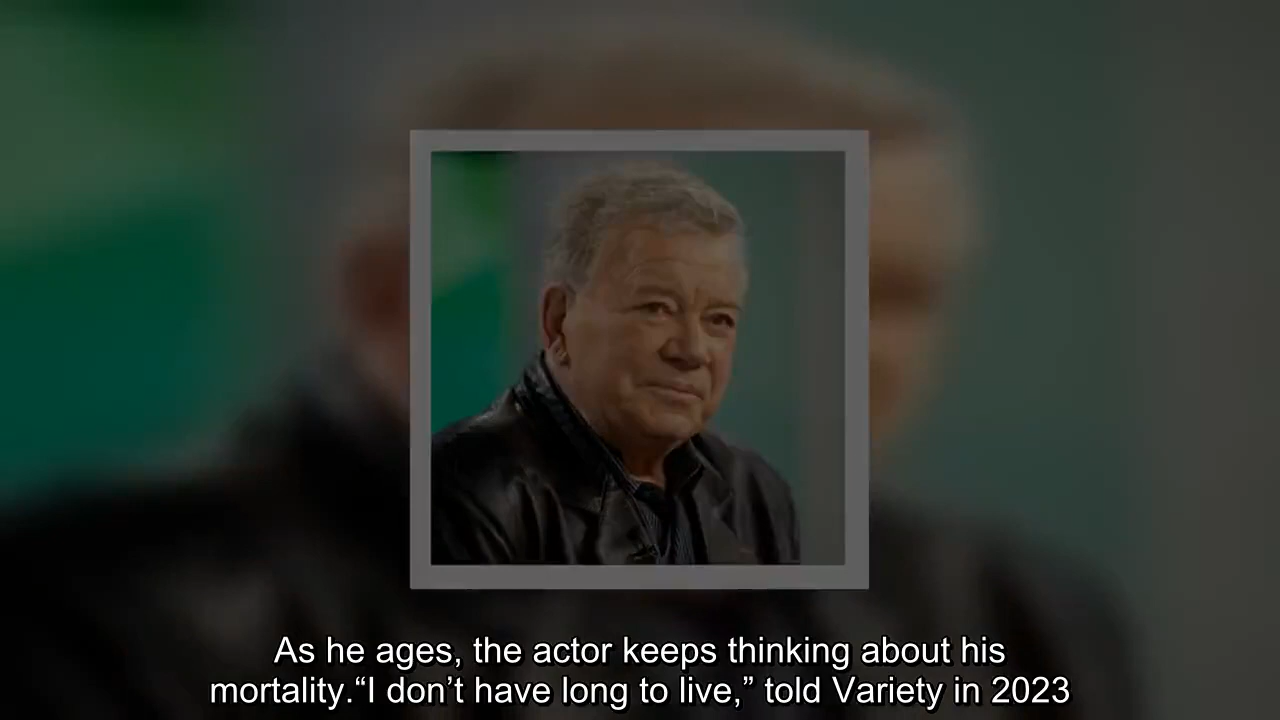 As he ages, the actor keeps thinking about his
mortality.“I don’t have long to live,” told Variety in 2023